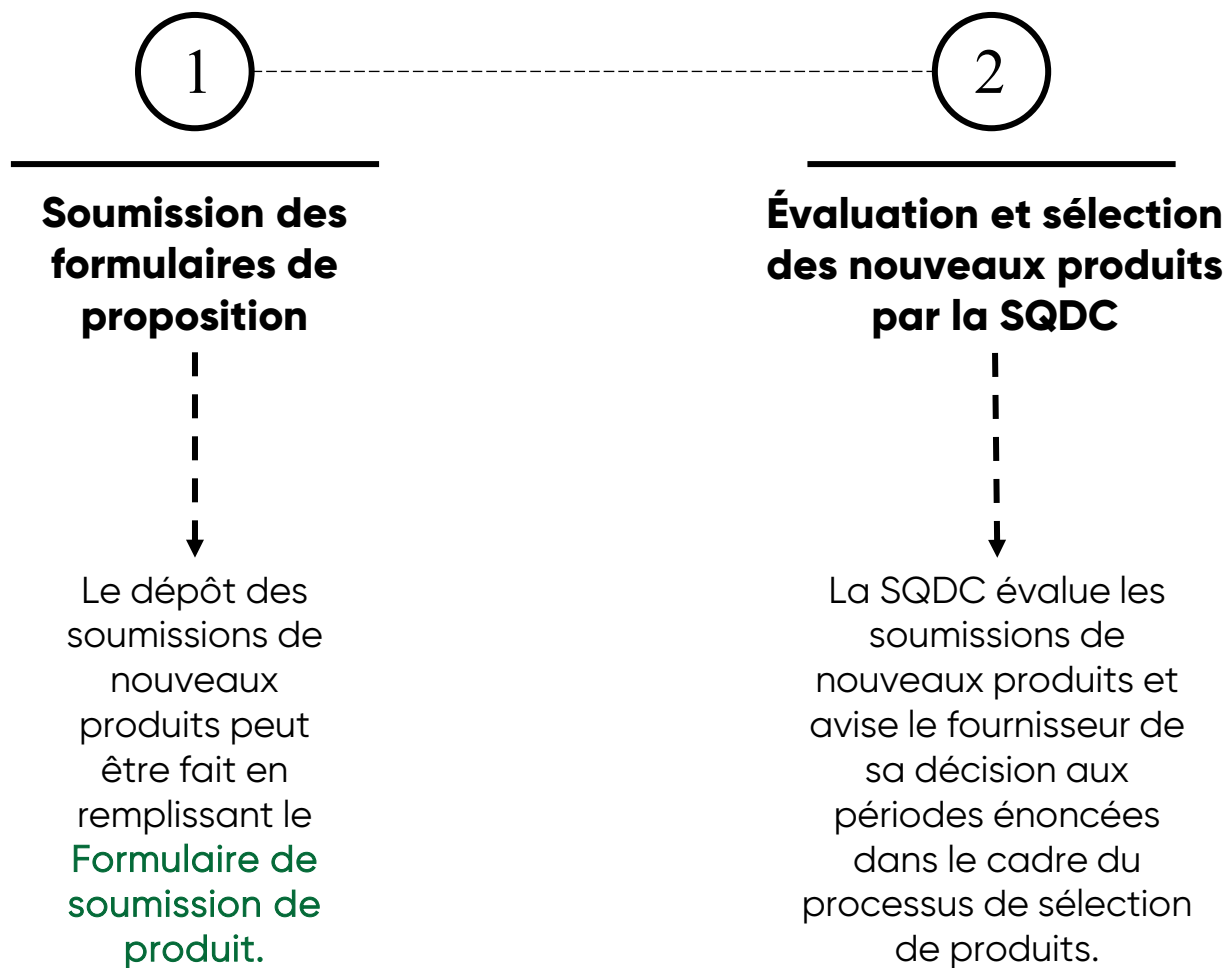 1
Soumission des
formulaires de
proposition
Le dépôt des
soumissions de
nouveaux
produits peut
être fait en
remplissant le
Formulaire de
soumission de
produit.
2
Évaluation et sélection
des nouveaux produits
par la SQDC
La SQDC évalue les
soumissions de
nouveaux produits et
avise le fournisseur de
sa décision aux
périodes énoncées
dans le cadre du
processus de sélection
de produits.